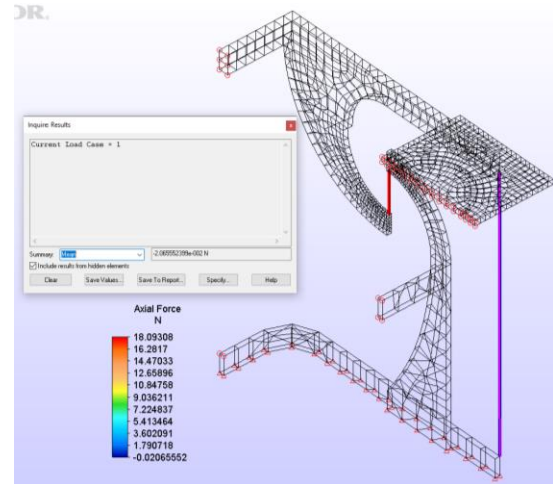 OR.
Inquire Results
Current Load Case = 1
Summary: Mean -2.065552399e-002 N
Include results from hidden elements
Clear Save Values... Save To Report... Specify... Help
Axial Force
N
18.09308
16.2817
14.47033
12.65896
10.84758
9.036211
7.224837
5.413464
3.602091
1.790718
-0.02065552